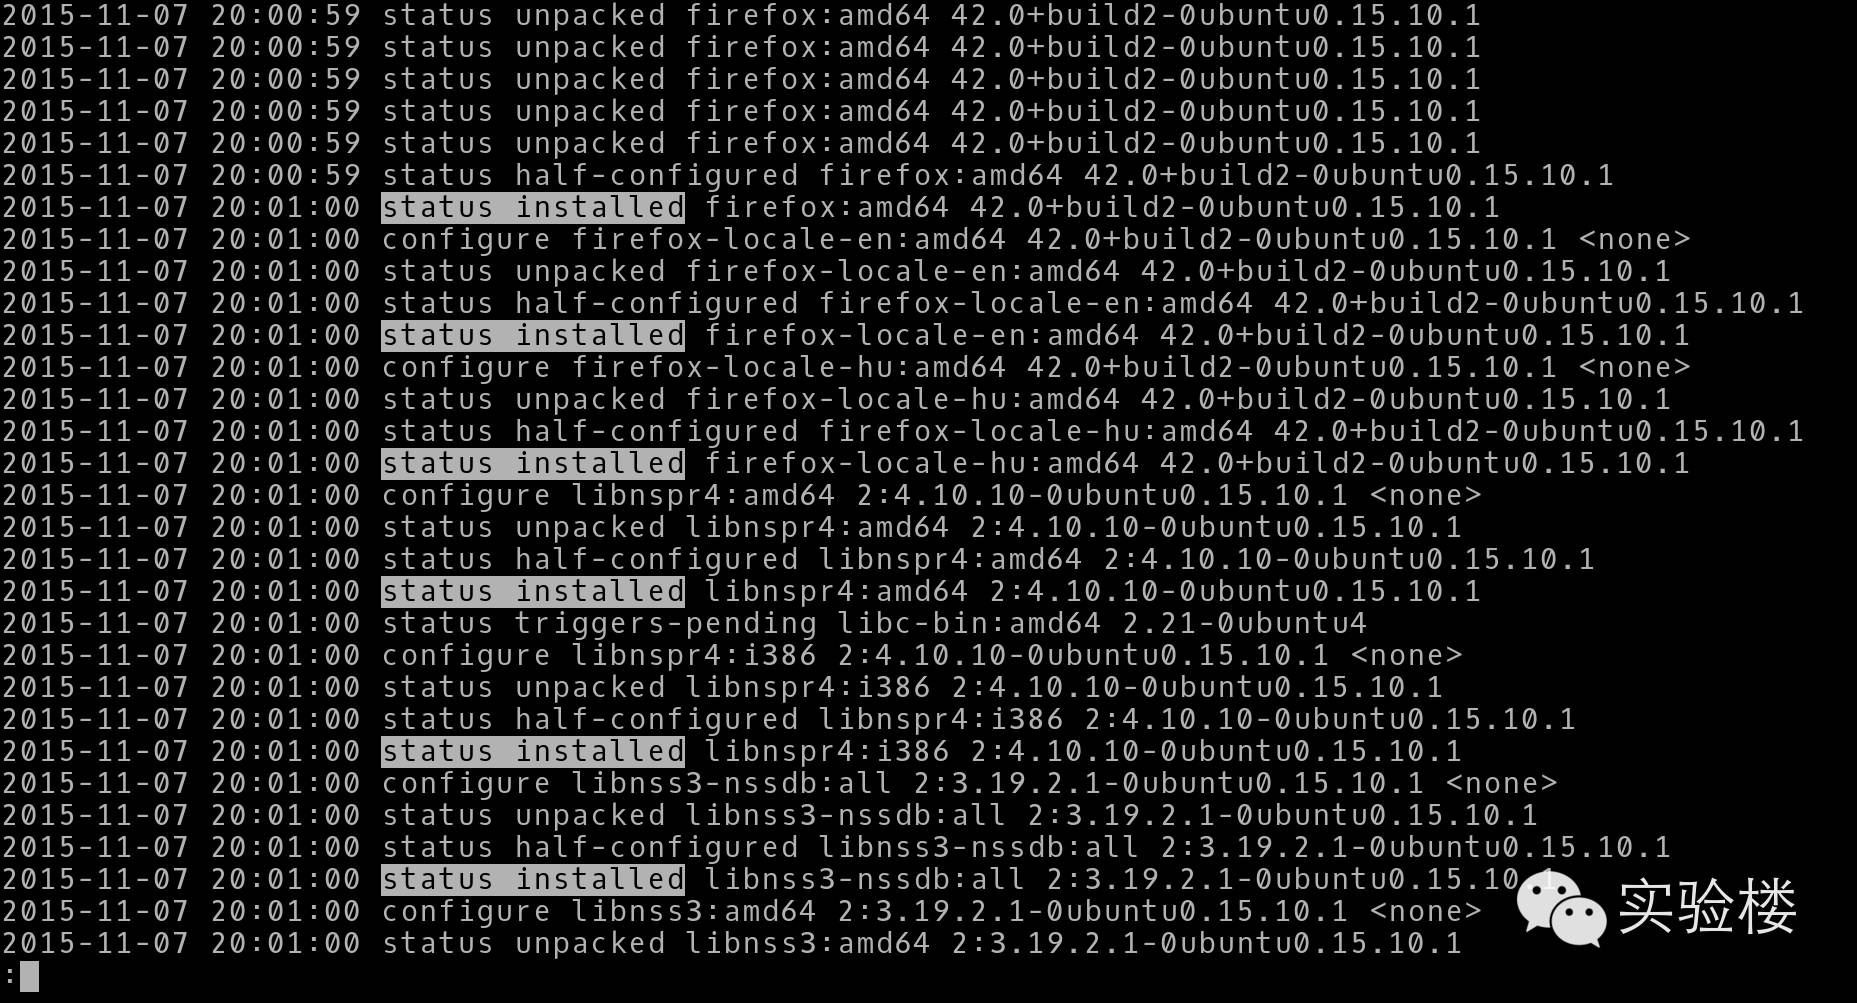 2015-11-07 20:00:59 status unpacked firefox:amd64 42.0+build2-0ubuntu0.15.10.1
2015-11-07 20:00:59 status unpacked firefox:amd64 42.0+build2-0ubuntu0.15.10.1
2015-11-07 20:00:59 status unpacked firefox:amd64 42.0+build2-0ubuntu0.15.10.1
2015-11-07 20:00:59 status unpacked firefox:amd64 42.0+build2-0ubuntu0.15.10.1
2015-11-07 20:00:59 status unpacked firefox:amd64 42.0+build2-0ubuntu0.15.10.1
2015-11-07 20:00:59 status half-configured firefox:amd64 42.0+build2-0ubuntu0.15.10.1
2015-11-07 20:01:00 status installed firefox:amd64 42.0+build2-0ubuntu0.15.10.1
2015-11-07 20:01:00 configure firefox-locale-en:amd64 42.0+build2-0ubuntu0.15.10.1 <none>
2015-11-07 20:01:00 status unpacked firefox-locale-en:amd64 42.0+build2-0ubuntu0.15.10.1
2015-11-07 20:01:00 status half-configured firefox-locale-en:amd64 42.0+build2-0ubuntu0.15.10.1
2015-11-07 20:01:00 status installed firefox-locale-en:amd64 42.0+build2-0ubuntu0.15.10.1
2015-11-07 20:01:00 configure firefox-locale-hu:amd64 42.0+build2-0ubuntu0.15.10.1 <none>
2015-11-07 20:01:00 status unpacked firefox-locale-hu:amd64 42.0+build2-0ubuntu0.15.10.1
2015-11-07 20:01:00 status half-configured firefox-locale-hu:amd64 42.0+build2-0ubuntu0.15.10.1
2015-11-07 20:01:00 status installed firefox-locale-hu:amd64 42.0+build2-0ubuntu0.15.10.1
2015-11-07 20:01:00 configure libnspr4:amd64 2:4.10.10-0ubuntu0.15.10.1 <none>
2015-11-07 20:01:00 status unpacked libnspr4:amd64 2:4.10.10-0ubuntu0.15.10.1
2015-11-07 20:01:00 status half-configured libnspr4:amd64 2:4.10.10-0ubuntu0.15.10.1
2015-11-07 20:01:00 status installed libnspr4:amd64 2:4.10.10-0ubuntu0.15.10.1
2015-11-07 20:01:00 status triggers-pending libc-bin:amd64 2.21-0ubuntu4
2015-11-07 20:01:00 configure libnspr4:i386 2:4.10.10-0ubuntu0.15.10.1 <none>
2015-11-07 20:01:00 status unpacked libnspr4:i386 2:4.10.10-0ubuntu0.15.10.1
2015-11-07 20:01:00 status half-configured libnspr4:i386 2:4.10.10-0ubuntu0.15.10.1
2015-11-07 20:01:00 status installed libnspr4:i386 2:4.10.10-0ubuntu0.15.10.1
2015-11-07 20:01:00 configure libnss3-nssdb:all 2:3.19.2.1-0ubuntu0.15.10.1 <none>
2015-11-07 20:01:00 status unpacked libnss3-nssdb:all 2:3.19.2.1-0ubuntu0.15.10.1
2015-11-07 20:01:00 status half-configured libnss3-nssdb:all 2:3.19.2.1-0ubuntu0.15.10.1
2015-11-07 20:01:00 status installed libnss3-nssdb:all 2:3.19.2.1-0ubuntu0.15.10.1
2015-11-07 20:01:00 configure libnss3:amd64 2:3.19.2.1-0ubuntu0.15.10.1 <none>
实验楼
2015-11-07 20:01:00 status unpacked libnss3:amd64 2:3.19.2.1-0ubuntu0.15.10.1
: